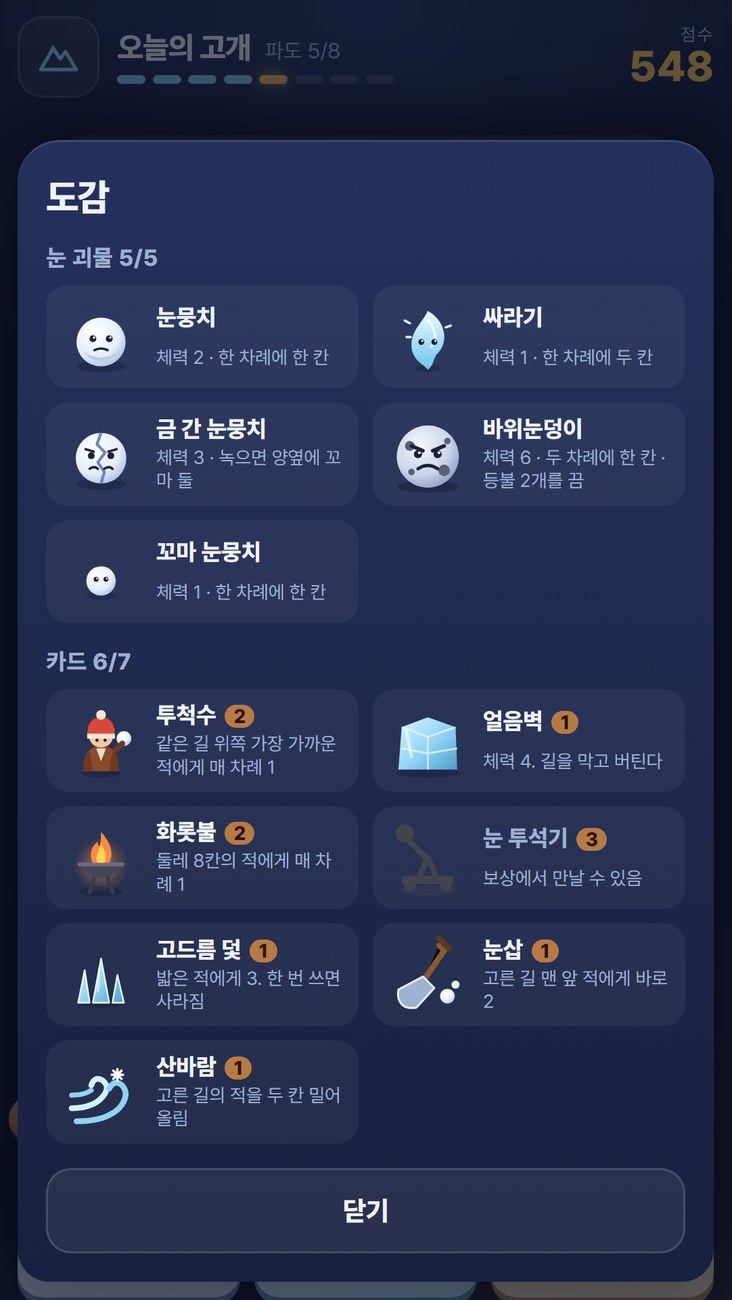 오늘의 고개 파도 5/8
점수
548
도감
눈 괴물 5/5
눈뭉치
체력 2 · 한 차례에 한 칸
싸라기
체력 1 · 한 차례에 두 칸
금 간 눈뭉치
체력 3 · 녹으면 양옆에 꼬
마 둘
바위눈덩이
체력 6 · 두 차례에 한 칸 ·
등불 2개를 끔
꼬마 눈뭉치
체력 1 · 한 차례에 한 칸
카드 6/7
투척수 2
같은 길 위쪽 가장 가까운
적에게 매 차례 1
얼음벽 1
체력 4. 길을 막고 버틴다
화롯불 2
둘레 8칸의 적에게 매 차
례 1
눈 투석기 3
보상에서 만날 수 있음
고드름 덫 1
밟은 적에게 3. 한 번 쓰면
사라짐
눈삽 1
고른 길 맨 앞 적에게 바로
2
산바람 1
고른 길의 적을 두 칸 밀어
올림
닫기